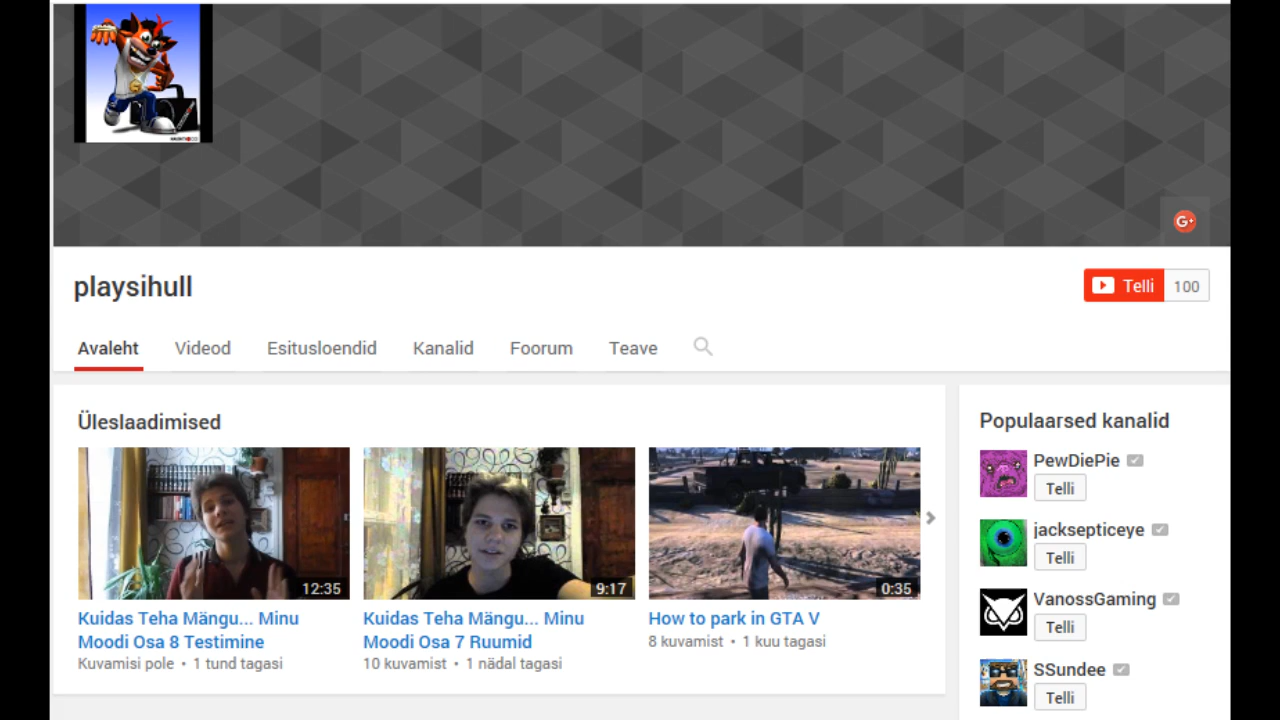 G+
playsihull
Telli 100
Avaleht Videod Esitusloendid Kanalid Foorum Teave
Üleslaadimised
12:35
9:17
0:35
Kuidas Teha Mängu... Minu
Moodi Osa 8 Testimine
Kuvamisi pole • 1 tund tagasi
Kuidas Teha Mängu... Minu
Moodi Osa 7 Ruumid
10 kuvamist • 1 nädal tagasi
How to park in GTA V
8 kuvamist • 1 kuu tagasi
Populaarsed kanalid
PewDiePie
Telli
jacksepticeye
Telli
VanossGaming
Telli
SSundee
Telli